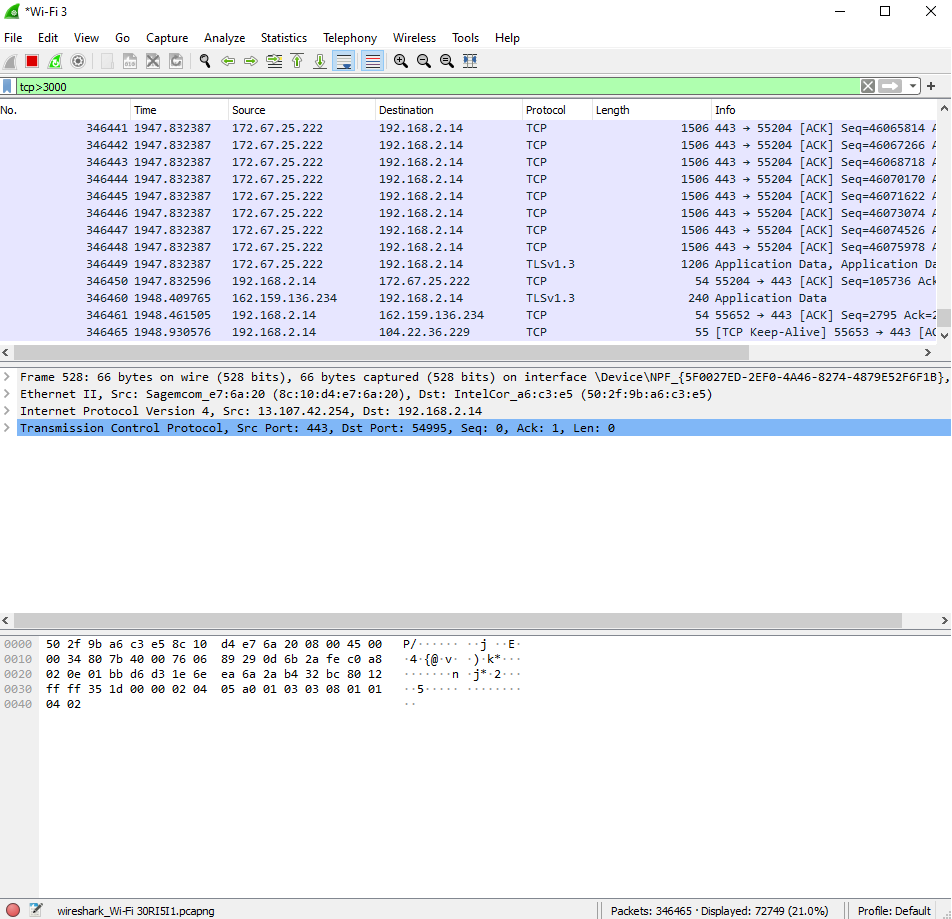 *Wi-Fi 3
File Edit View Go Capture Analyze Statistics Telephony Wireless Tools Help
tcp>3000
No. Time Source Destination Protocol Length Info
346441 1947.832387 172.67.25.222 192.168.2.14 TCP 1506 443 → 55204 [ACK] Seq=46065814 A
346442 1947.832387 172.67.25.222 192.168.2.14 TCP 1506 443 → 55204 [ACK] Seq=46067266 A
346443 1947.832387 172.67.25.222 192.168.2.14 TCP 1506 443 → 55204 [ACK] Seq=46068718 A
346444 1947.832387 172.67.25.222 192.168.2.14 TCP 1506 443 → 55204 [ACK] Seq=46070170 A
346445 1947.832387 172.67.25.222 192.168.2.14 TCP 1506 443 → 55204 [ACK] Seq=46071622 A
346446 1947.832387 172.67.25.222 192.168.2.14 TCP 1506 443 → 55204 [ACK] Seq=46073074 A
346447 1947.832387 172.67.25.222 192.168.2.14 TCP 1506 443 → 55204 [ACK] Seq=46074526 A
346448 1947.832387 172.67.25.222 192.168.2.14 TCP 1506 443 → 55204 [ACK] Seq=46075978 A
346449 1947.832387 172.67.25.222 192.168.2.14 TLSv1.3 1206 Application Data, Application Da
346450 1947.832596 192.168.2.14 172.67.25.222 TCP 54 55204 → 443 [ACK] Seq=105736 Ack
346460 1948.409765 162.159.136.234 192.168.2.14 TLSv1.3 240 Application Data
346461 1948.461505 192.168.2.14 162.159.136.234 TCP 54 55652 → 443 [ACK] Seq=2795 Ack=2
346465 1948.930576 192.168.2.14 104.22.36.229 TCP 55 [TCP Keep-Alive] 55653 → 443 [AC
Frame 528: 66 bytes on wire (528 bits), 66 bytes captured (528 bits) on interface \Device\NPF_{5F0027ED-2EF0-4A46-8274-4879E52F6F1B},
Ethernet II, Src: Sagemcom_e7:6a:20 (8c:10:d4:e7:6a:20), Dst: IntelCor_a6:c3:e5 (50:2f:9b:a6:c3:e5)
Internet Protocol Version 4, Src: 13.107.42.254, Dst: 192.168.2.14
Transmission Control Protocol, Src Port: 443, Dst Port: 54995, Seq: 0, Ack: 1, Len: 0
0000 50 2f 9b a6 c3 e5 8c 10 d4 e7 6a 20 08 00 45 00 P/······ ··j ··E·
0010 00 34 80 7b 40 00 76 06 89 29 0d 6b 2a fe c0 a8 ·4·{@·v· ·)·k*···
0020 02 0e 01 bb d6 d3 1e 6e ea 6a 2a b4 32 bc 80 12 ·······n ·j*·2···
0030 ff ff 35 1d 00 00 02 04 05 a0 01 03 03 08 01 01 ··5····· ········
0040 04 02 ··
wireshark_Wi-Fi 30RI5I1.pcapng Packets: 346465 · Displayed: 72749 (21.0%) Profile: Default